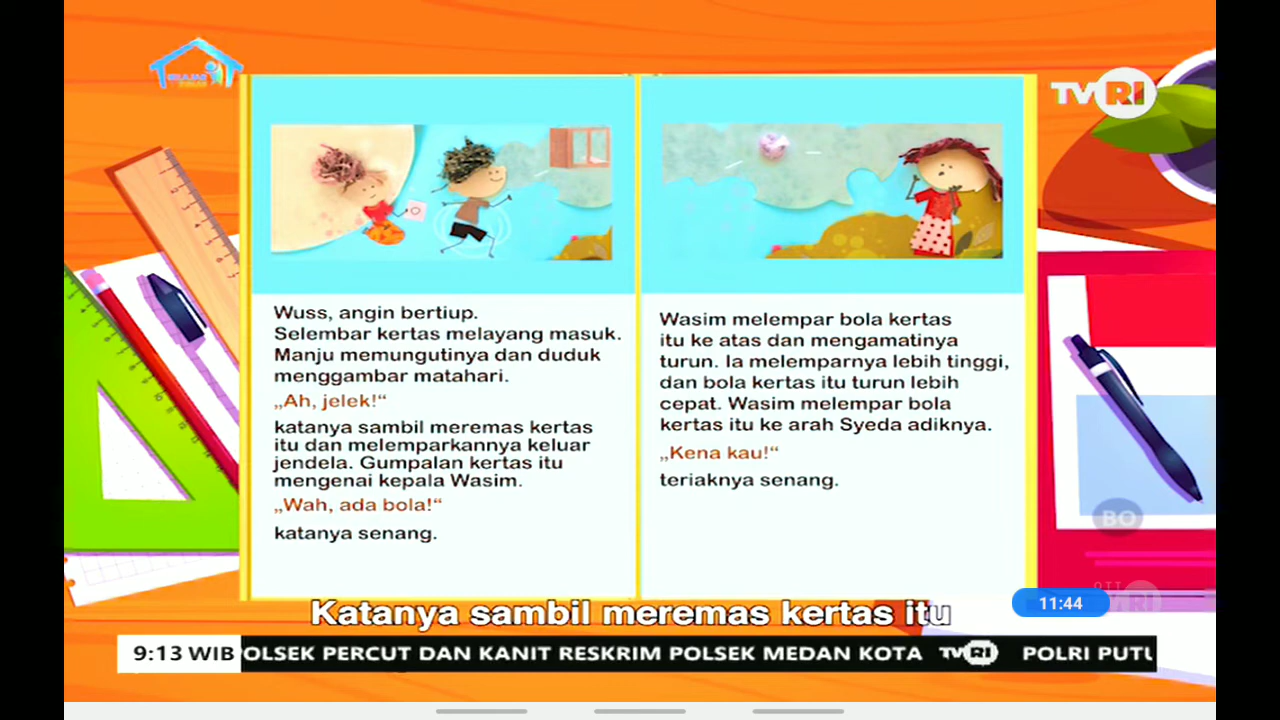 TVRI
Wuss, angin bertiup.
Selembar kertas melayang masuk.
Manju memungutinya dan duduk
menggambar matahari.
„Ah, jelek!“
katanya sambil meremas kertas
itu dan melemparkannya keluar
jendela. Gumpalan kertas itu
mengenai kepala Wasim.
„Wah, ada bola!“
katanya senang.
Wasim melempar bola kertas
itu ke atas dan mengamatinya
turun. Ia melemparnya lebih tinggi,
dan bola kertas itu turun lebih
cepat. Wasim melempar bola
kertas itu ke arah Syeda adiknya.
„Kena kau!“
teriaknya senang.
BO
OTT
TVRI
11:44
Katanya sambil meremas kertas itu
9:13 WIB OLSEK PERCUT DAN KANIT RESKRIM POLSEK MEDAN KOTA TVRI POLRI PUTU